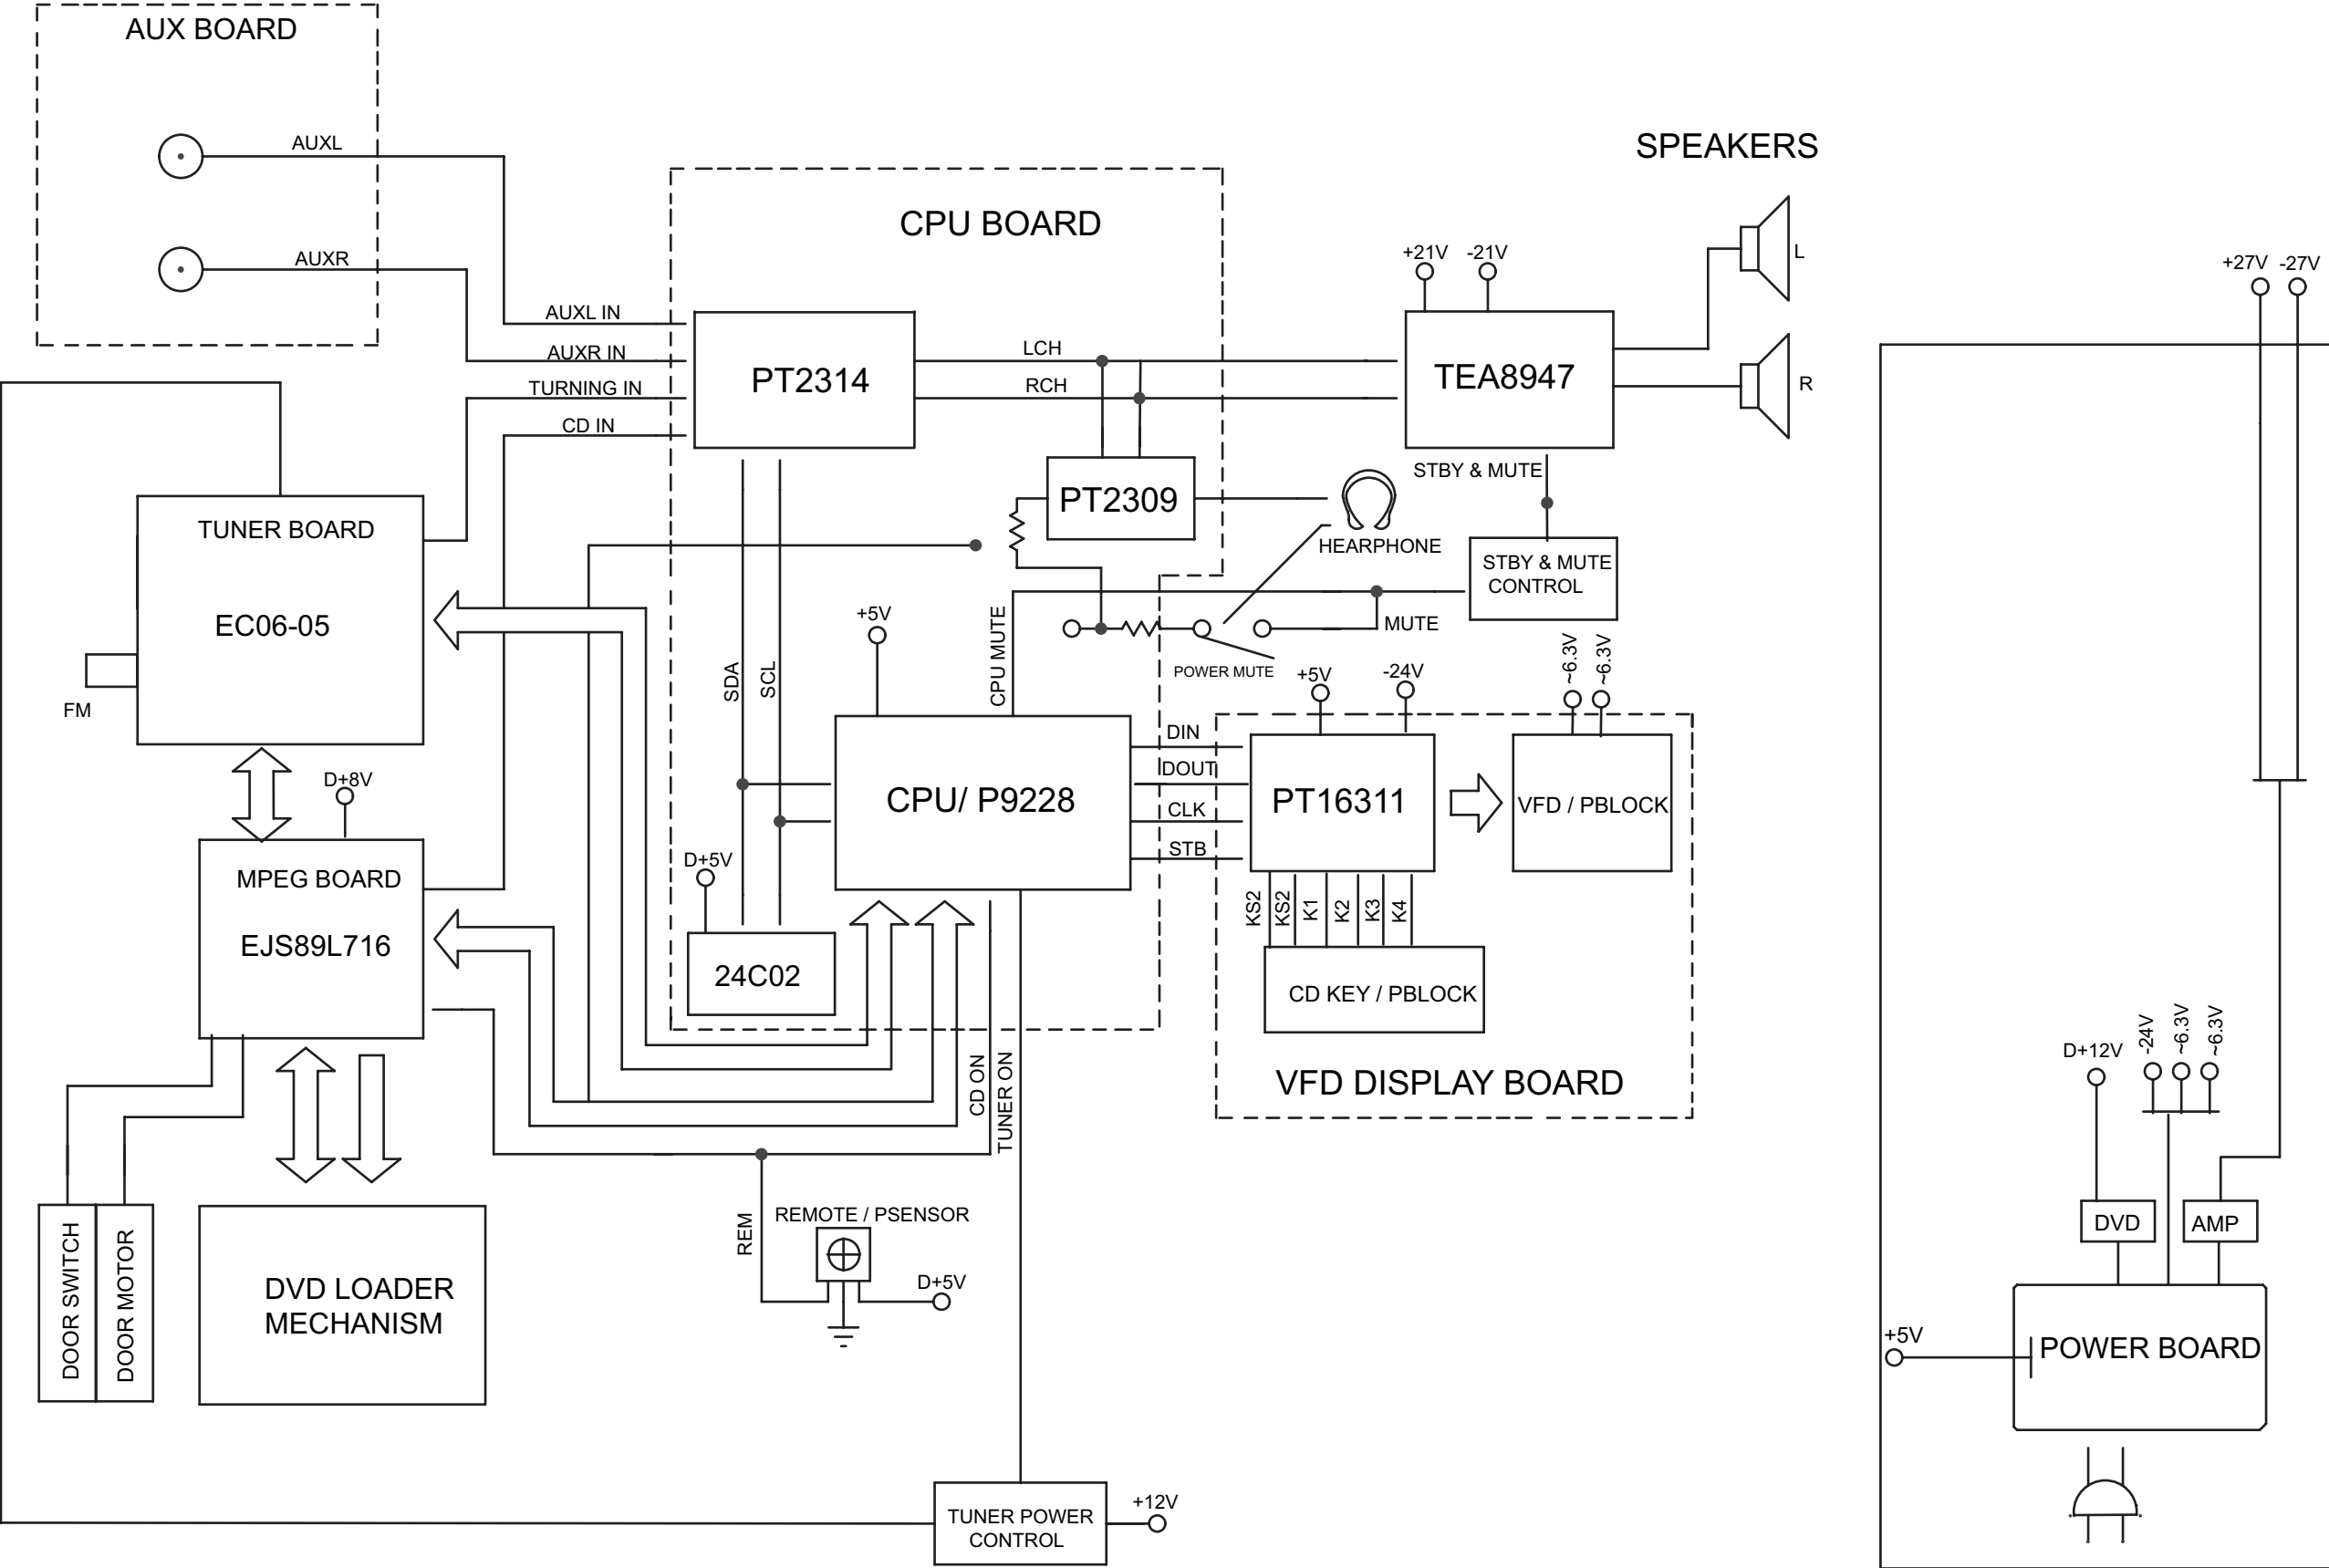 AUX BOARD
AUXL
AUXR
SPEAKERS
CPU BOARD
+21V
-21V
L
R
+27V
-27V
AUXL IN
AUXR IN
TURNING IN
CD IN
PT2314
LCH
RCH
TEA8947
PT2309
STBY & MUTE
HEARPHONE
STBY & MUTE
CONTROL
TUNER BOARD
EC06-05
FM
+5V
SDA
SCL
CPU MUTE
MUTE
POWER MUTE
+5V
-24V
~6.3V
~6.3V
DIN
DOUT
CLK
STB
CPU/ P9228
PT16311
VFD / PBLOCK
D+8V
MPEG BOARD
EJS89L716
D+5V
24C02
KS2
KS2
K1
K2
K3
K4
CD KEY / PBLOCK
VFD DISPLAY BOARD
CD ON
TUNER ON
D+12V
-24V
~6.3V
~6.3V
DVD
AMP
DOOR SWITCH
DOOR MOTOR
DVD LOADER
MECHANISM
REM
REMOTE / PSENSOR
D+5V
+5V
POWER BOARD
TUNER POWER
CONTROL
+12V